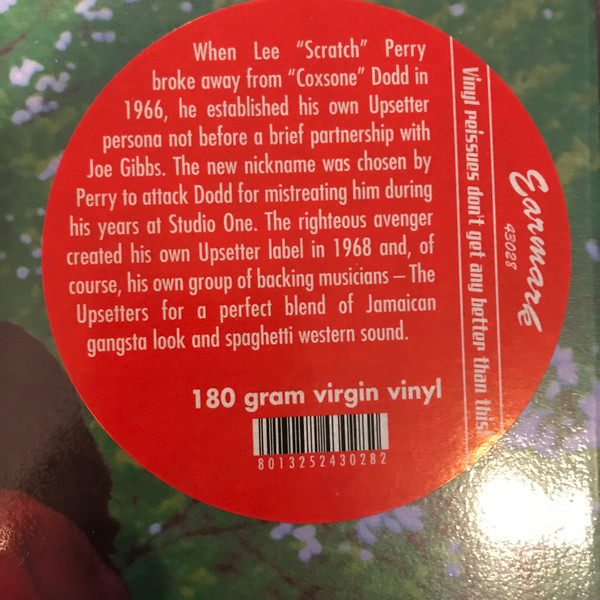 When Lee “Scratch” Perry
broke away from “Coxsone” Dodd in
1966, he established his own Upsetter
persona not before a brief partnership with
Joe Gibbs. The new nickname was chosen by
Perry to attack Dodd for mistreating him during
his years at Studio One. The righteous avenger
created his own Upsetter label in 1968 and, of
course, his own group of backing musicians – The
Upsetters for a perfect blend of Jamaican
gangsta look and spaghetti western sound.
180 gram virgin vinyl
8013252430282
Vinyl reissues don't get any better than this!
Earmark
43028